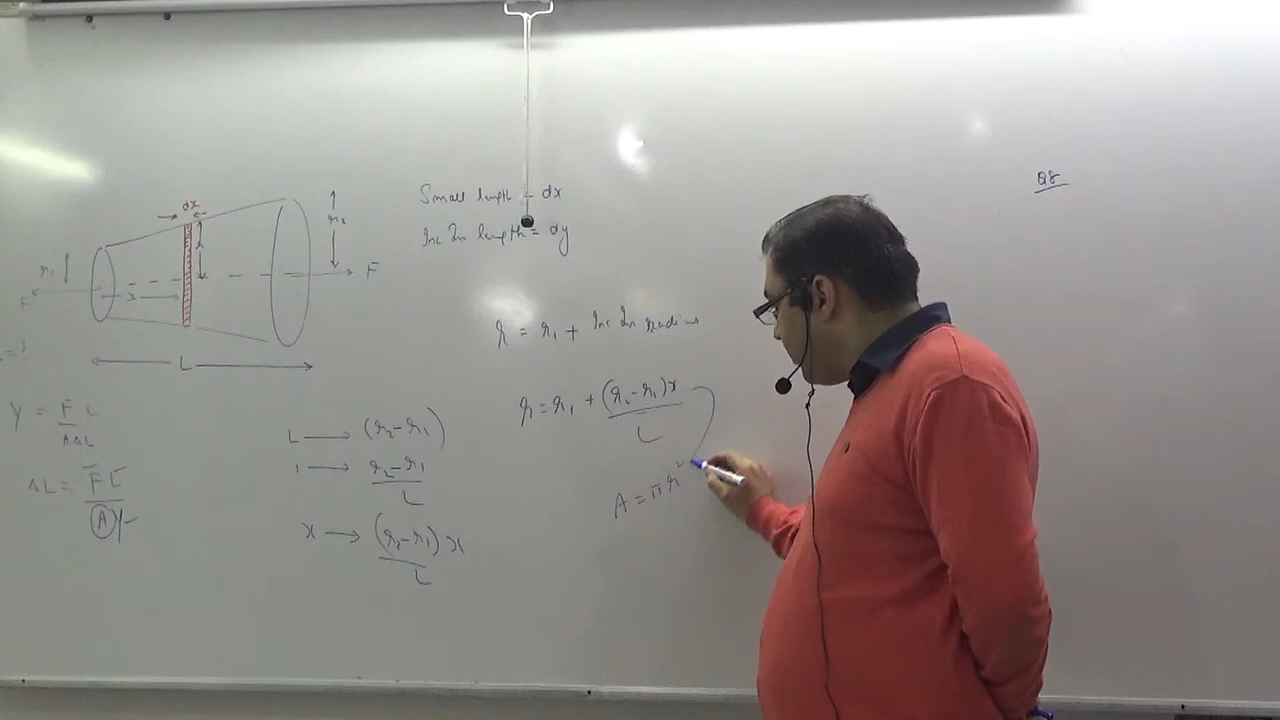 Q8
dx
r₂
r₁
r
F
F
x
L
Small length = dx
Inc In length = dy
r = r₁ + Inc In radius
r = r₁ + (r₂-r₁)x / L
A = πr²
Y = F L / A ΔL
ΔL = F L / A Y
L → (r₂-r₁)
1 → r₂-r₁ / L
x → (r₂-r₁) x / L